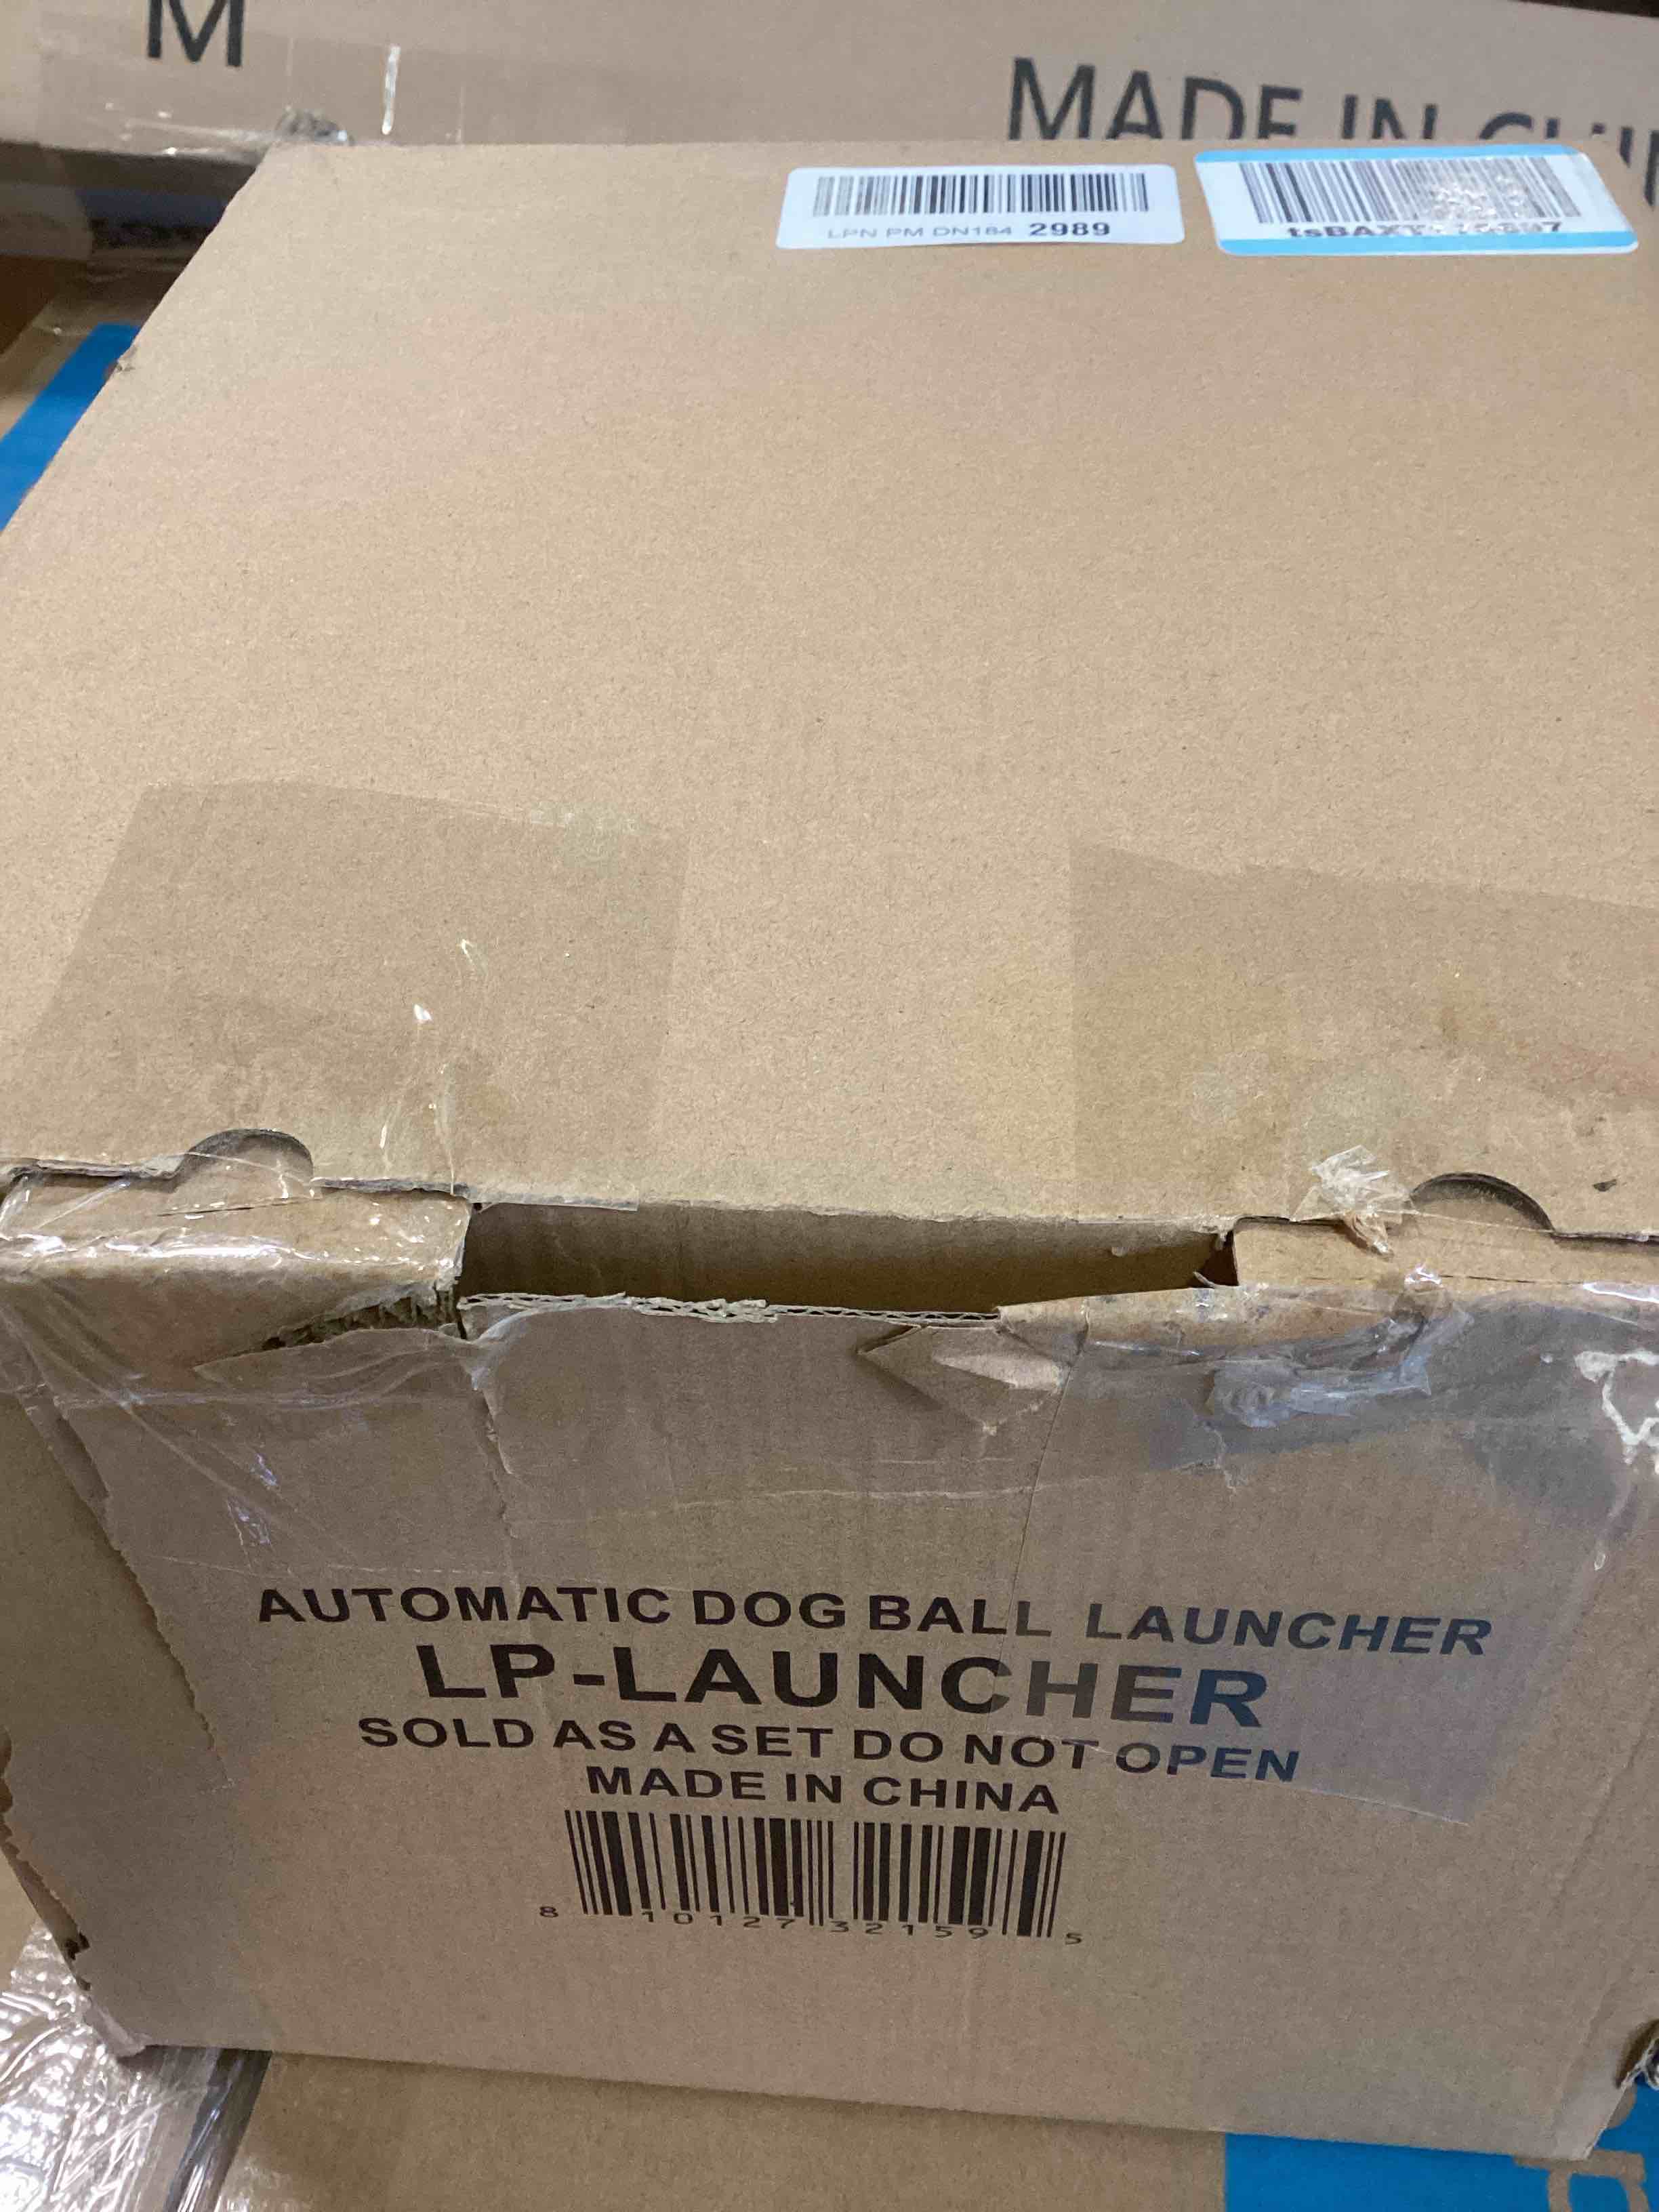 M
MADE IN
LPN PM DN184 2989
AUTOMATIC DOG BALL LAUNCHER
LP-LAUNCHER
SOLD AS A SET DO NOT OPEN
MADE IN CHINA
8 10127 32159 5